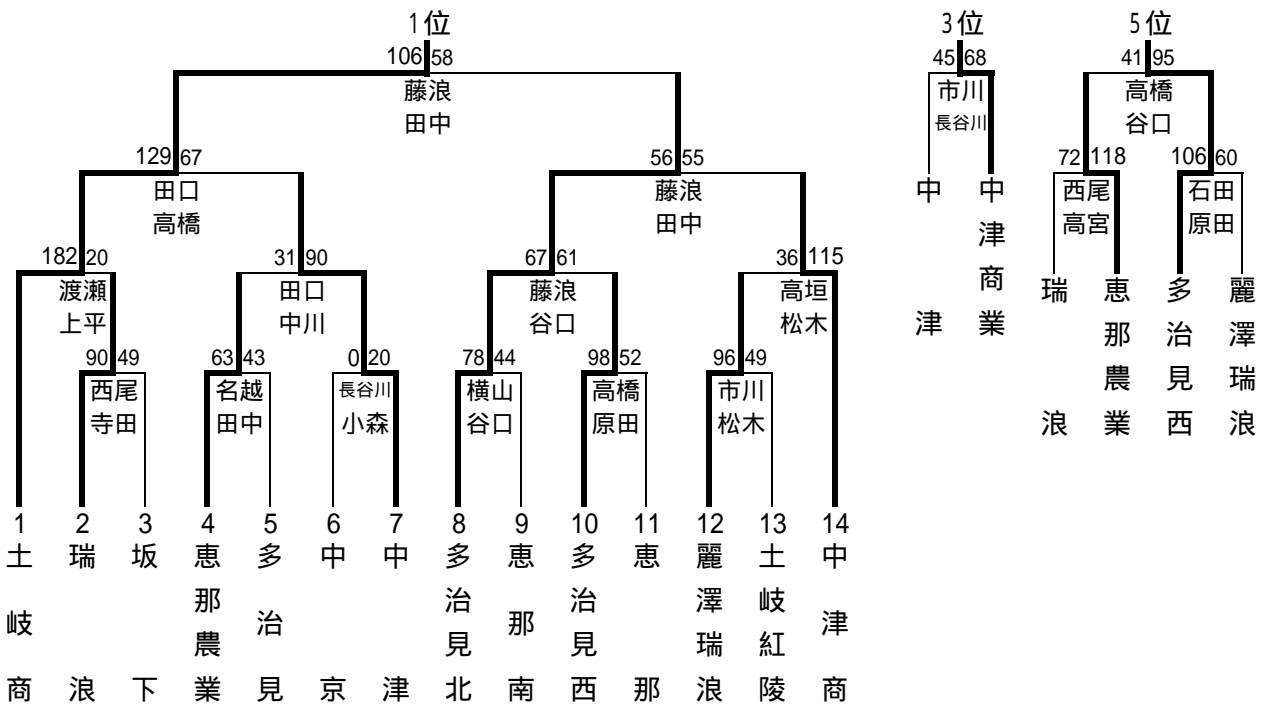 1位
106 58
藤浪
田中
129 67
田口
高橋
56 55
藤浪
田中
182 20
渡瀬
上平
31 90
田口
中川
67 61
藤浪
谷口
36 115
高垣
松木
90 49
西尾
寺田
63 43
名越
田中
0 20
長谷川
小森
78 44
横山
谷口
98 52
高橋
原田
96 49
市川
松木
1 2 3 4 5 6 7 8 9 10 11 12 13 14
土岐商
瑞浪
坂下
恵那農業
多治見
中京
中津
多治見北
恵那南
多治見西
恵那
麗澤瑞浪
土岐紅陵
中津商
3位
45 68
市川
長谷川
中津
中津商業
5位
41 95
高橋
谷口
72 118
西尾
高宮
106 60
石田
原田
瑞浪
恵那農業
多治見西
麗澤瑞浪